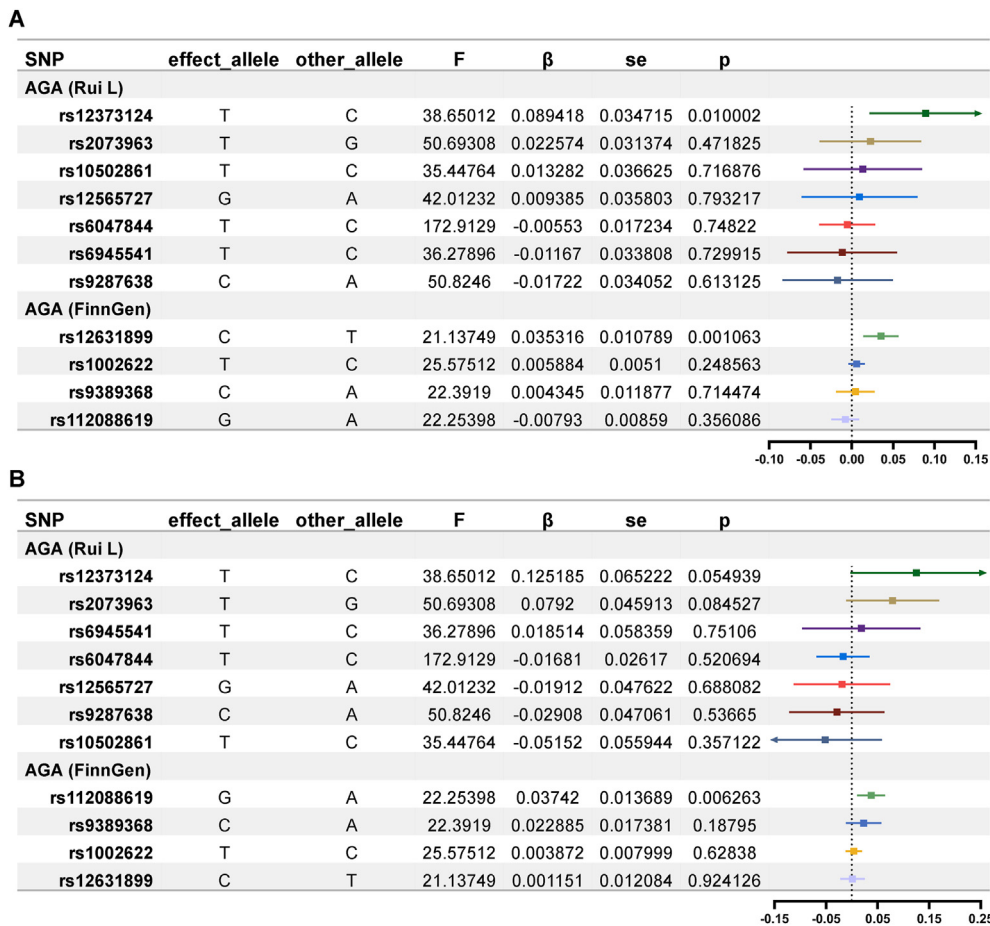 A
SNP effect_allele other_allele F β se p
AGA (Rui L)
rs12373124 T C 38.65012 0.089418 0.034715 0.010002
rs2073963 T G 50.69308 0.022574 0.031374 0.471825
rs10502861 T C 35.44764 0.013282 0.036625 0.716876
rs12565727 G A 42.01232 0.009385 0.035803 0.793217
rs6047844 T C 172.9129 -0.00553 0.017234 0.74822
rs6945541 T C 36.27896 -0.01167 0.033808 0.729915
rs9287638 C A 50.8246 -0.01722 0.034052 0.613125
AGA (FinnGen)
rs12631899 C T 21.13749 0.035316 0.010789 0.001063
rs1002622 T C 25.57512 0.005884 0.0051 0.248563
rs9389368 C A 22.3919 0.004345 0.011877 0.714474
rs112088619 G A 22.25398 -0.00793 0.00859 0.356086
-0.10 -0.05 0.00 0.05 0.10 0.15
B
SNP effect_allele other_allele F β se p
AGA (Rui L)
rs12373124 T C 38.65012 0.125185 0.065222 0.054939
rs2073963 T G 50.69308 0.0792 0.045913 0.084527
rs6945541 T C 36.27896 0.018514 0.058359 0.75106
rs6047844 T C 172.9129 -0.01681 0.02617 0.520694
rs12565727 G A 42.01232 -0.01912 0.047622 0.688082
rs9287638 C A 50.8246 -0.02908 0.047061 0.53665
rs10502861 T C 35.44764 -0.05152 0.055944 0.357122
AGA (FinnGen)
rs112088619 G A 22.25398 0.03742 0.013689 0.006263
rs9389368 C A 22.3919 0.022885 0.017381 0.18795
rs1002622 T C 25.57512 0.003872 0.007999 0.62838
rs12631899 C T 21.13749 0.001151 0.012084 0.924126
-0.15 -0.05 0.05 0.15 0.25